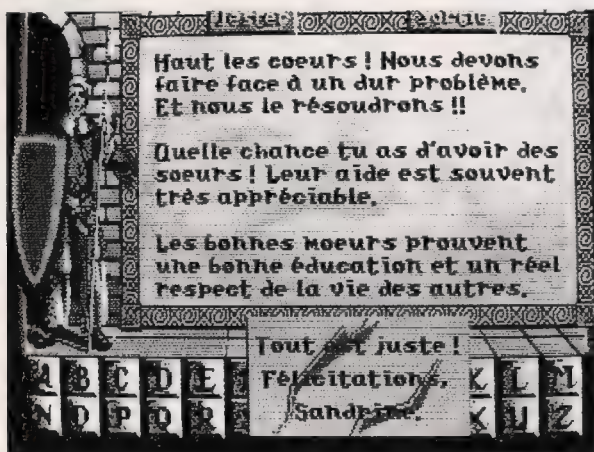 Haut les coeurs ! Nous devons
faire face à un dur problème.
Et nous le résoudrons !!
Quelle chance tu as d'avoir des
soeurs ! Leur aide est souvent
très appréciable.
Les bonnes moeurs prouvent
une bonne éducation et un réel
respect de la vie des autres.
Tout est juste !
Félicitations,
Sandrine.
A B C D E K L M
N O P Q R X Y Z